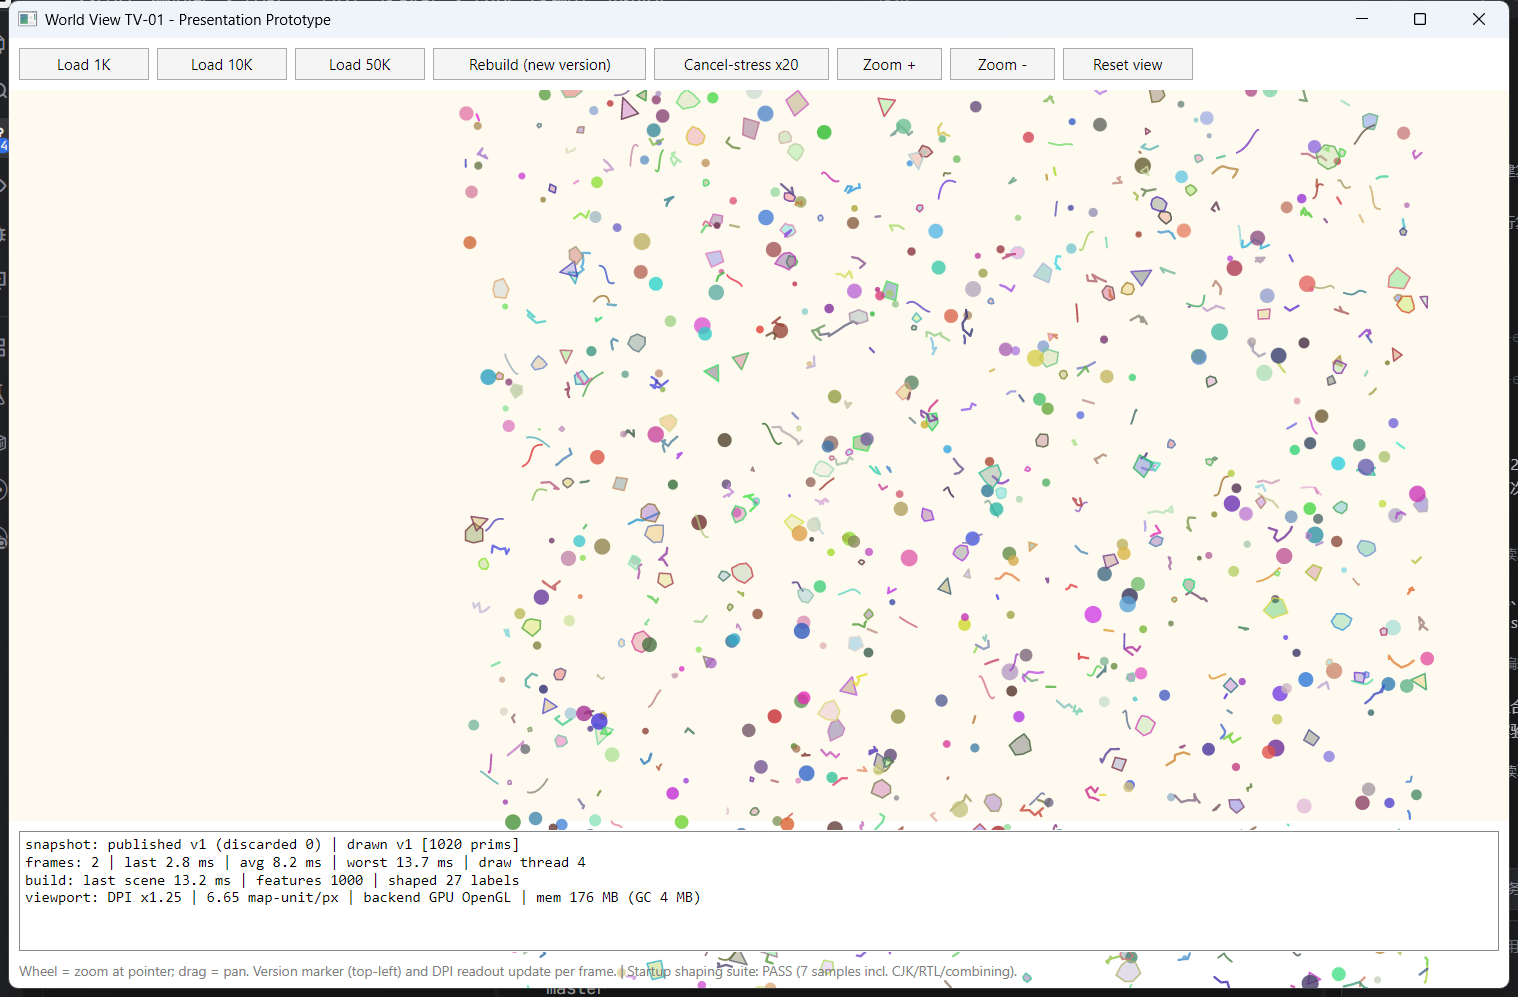 World View TV-01 - Presentation Prototype
Load 1K Load 10K Load 50K Rebuild (new version) Cancel-stress x20 Zoom + Zoom - Reset view
snapshot: published v1 (discarded 0) | drawn v1 [1020 prims]
frames: 2 | last 2.8 ms | avg 8.2 ms | worst 13.7 ms | draw thread 4
build: last scene 13.2 ms | features 1000 | shaped 27 labels
viewport: DPI x1.25 | 6.65 map-unit/px | backend GPU OpenGL | mem 176 MB (GC 4 MB)
Wheel = zoom at pointer; drag = pan. Version marker (top-left) and DPI readout update per frame. | Startup shaping suite: PASS (7 samples incl. CJK/RTL/combining).
master